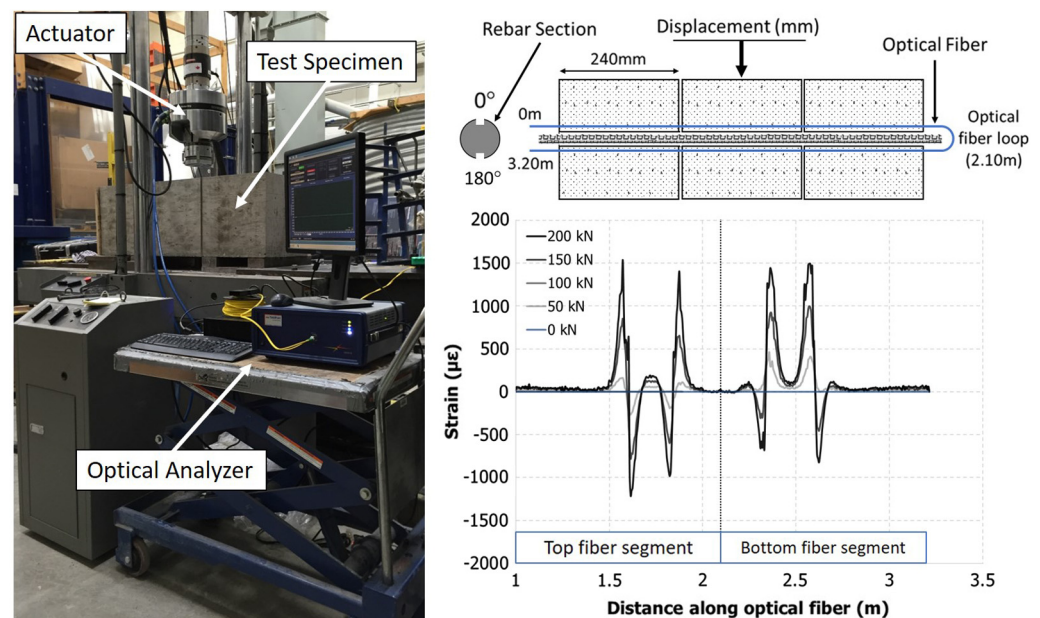 Actuator
Test Specimen
Optical Analyzer
Rebar Section
Displacement (mm)
Optical Fiber
240mm
0°
0m
180°
3.20m
Optical
fiber loop
(2.10m)
2000
1500
1000
500
0
-500
-1000
-1500
-2000
Strain (µε)
200 kN
150 kN
100 kN
50 kN
0 kN
Top fiber segment
Bottom fiber segment
1
1.5
2
2.5
3
3.5
Distance along optical fiber (m)